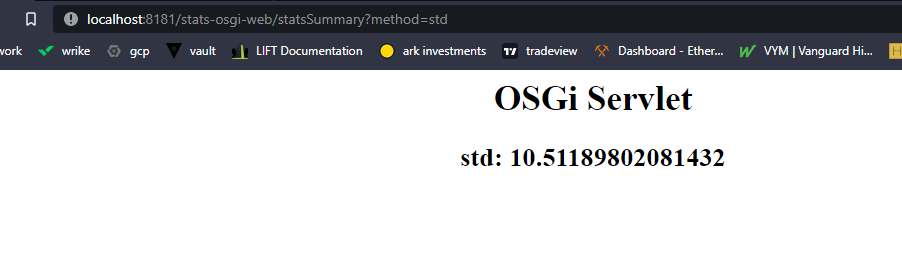 localhost:8181/stats-osgi-web/statsSummary?method=std
work wrike gcp vault LIFT Documentation ark investments tradeview Dashboard - Ether... VYM | Vanguard Hi... H
OSGi Servlet
std: 10.51189802081432